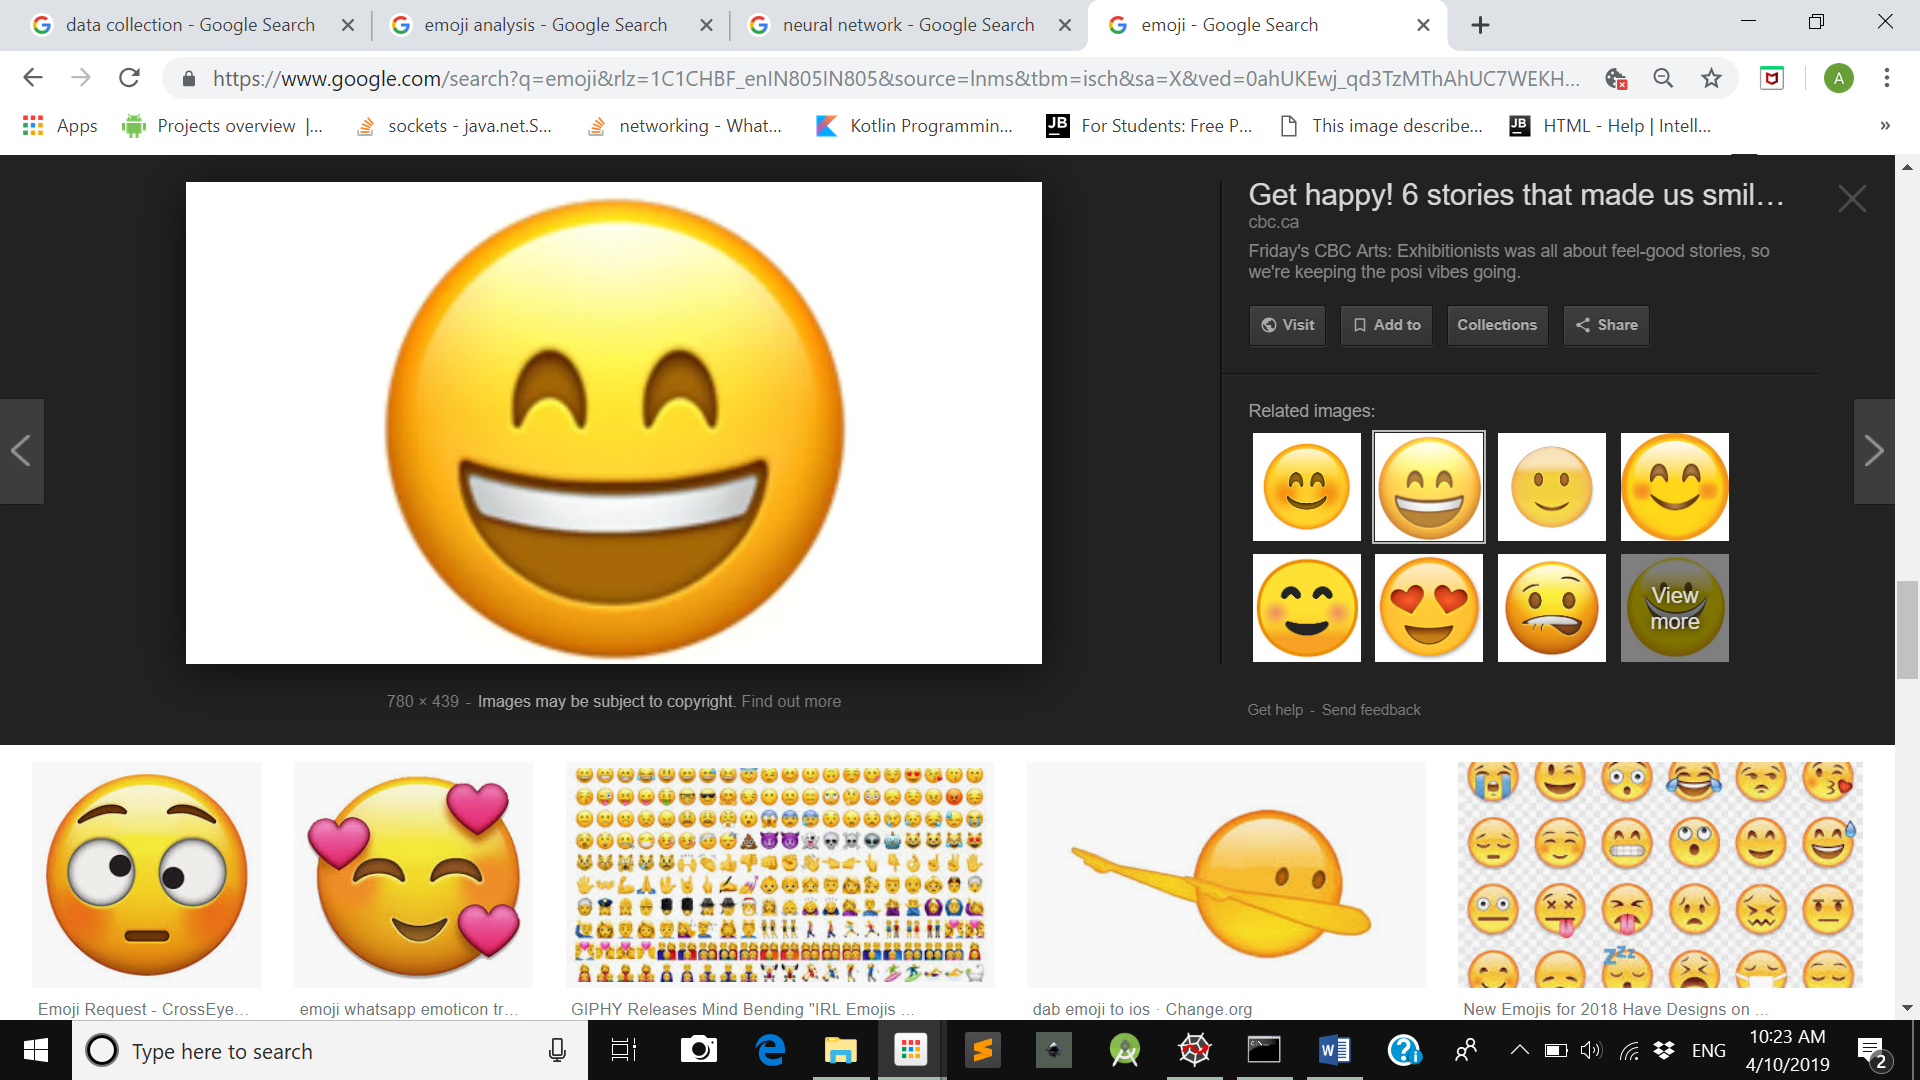 data collection - Google Search
emoji analysis - Google Search
neural network - Google Search
emoji - Google Search
https://www.google.com/search?q=emoji&rlz=1C1CHBF_enIN805IN805&source=lnms&tbm=isch&sa=X&ved=0ahUKEwj_qd3TzMThAhUC7WEKH...
A
Apps
Projects overview |...
sockets - java.net.S...
networking - What...
Kotlin Programmin...
JB
For Students: Free P...
This image describe...
JB
HTML - Help | Intell...
»
Get happy! 6 stories that made us smil...
cbc.ca
Friday's CBC Arts: Exhibitionists was all about feel-good stories, so
we're keeping the posi vibes going.
Visit
Add to
Collections
Share
Related images:
View
more
780 × 439 - Images may be subject to copyright. Find out more
Get help - Send feedback
zzz
Emoji Request - CrossEye...
emoji whatsapp emoticon tr...
GIPHY Releases Mind Bending "IRL Emojis ...
dab emoji to ios · Change.org
New Emojis for 2018 Have Designs on ...
Type here to search
ENG
10:23 AM
4/10/2019
2